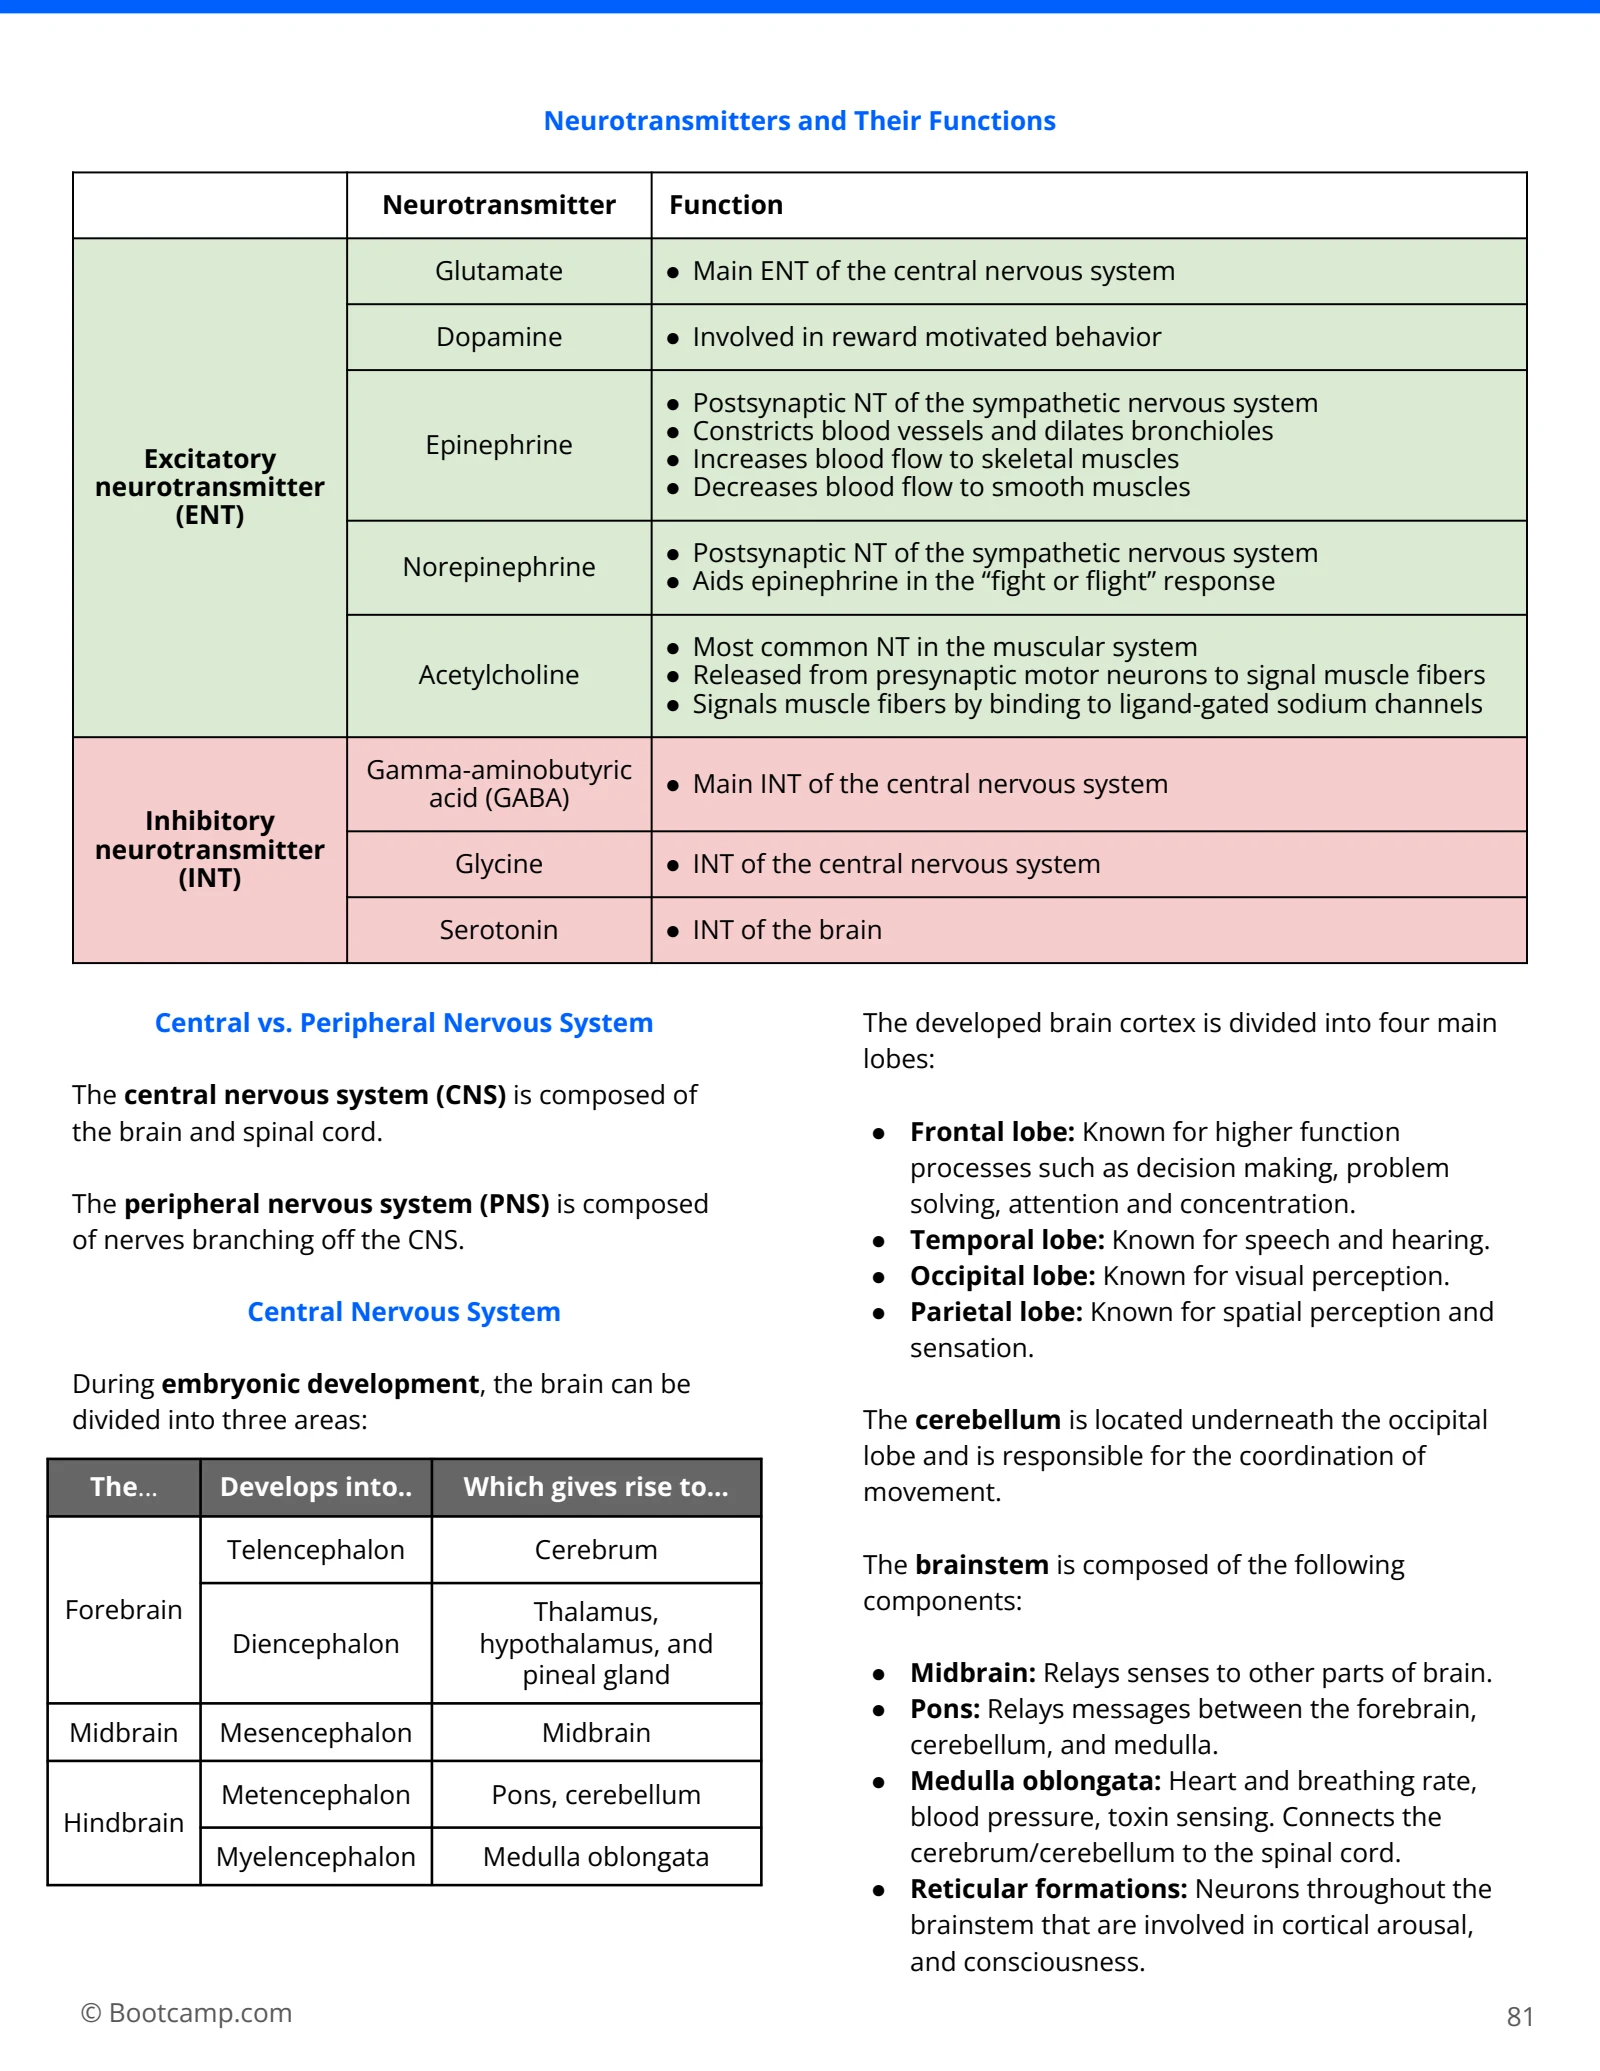 Neurotransmitters and Their Functions
Neurotransmitter
Function
Excitatory
neurotransmitter
(ENT)
Glutamate
● Main ENT of the central nervous system
Dopamine
● Involved in reward motivated behavior
Epinephrine
● Postsynaptic NT of the sympathetic nervous system
● Constricts blood vessels and dilates bronchioles
● Increases blood flow to skeletal muscles
● Decreases blood flow to smooth muscles
Norepinephrine
● Postsynaptic NT of the sympathetic nervous system
● Aids epinephrine in the “fight or flight” response
Acetylcholine
● Most common NT in the muscular system
● Released from presynaptic motor neurons to signal muscle fibers
● Signals muscle fibers by binding to ligand-gated sodium channels
Inhibitory
neurotransmitter
(INT)
Gamma-aminobutyric
acid (GABA)
● Main INT of the central nervous system
Glycine
● INT of the central nervous system
Serotonin
● INT of the brain
Central vs. Peripheral Nervous System
The central nervous system (CNS) is composed of
the brain and spinal cord.
The peripheral nervous system (PNS) is composed
of nerves branching off the CNS.
Central Nervous System
During embryonic development, the brain can be
divided into three areas:
The...
Develops into..
Which gives rise to...
Forebrain
Telencephalon
Cerebrum
Diencephalon
Thalamus,
hypothalamus, and
pineal gland
Midbrain
Mesencephalon
Midbrain
Hindbrain
Metencephalon
Pons, cerebellum
Myelencephalon
Medulla oblongata
The developed brain cortex is divided into four main
lobes:
● Frontal lobe: Known for higher function
processes such as decision making, problem
solving, attention and concentration.
● Temporal lobe: Known for speech and hearing.
● Occipital lobe: Known for visual perception.
● Parietal lobe: Known for spatial perception and
sensation.
The cerebellum is located underneath the occipital
lobe and is responsible for the coordination of
movement.
The brainstem is composed of the following
components:
● Midbrain: Relays senses to other parts of brain.
● Pons: Relays messages between the forebrain,
cerebellum, and medulla.
● Medulla oblongata: Heart and breathing rate,
blood pressure, toxin sensing. Connects the
cerebrum/cerebellum to the spinal cord.
● Reticular formations: Neurons throughout the
brainstem that are involved in cortical arousal,
and consciousness.
© Bootcamp.com
81